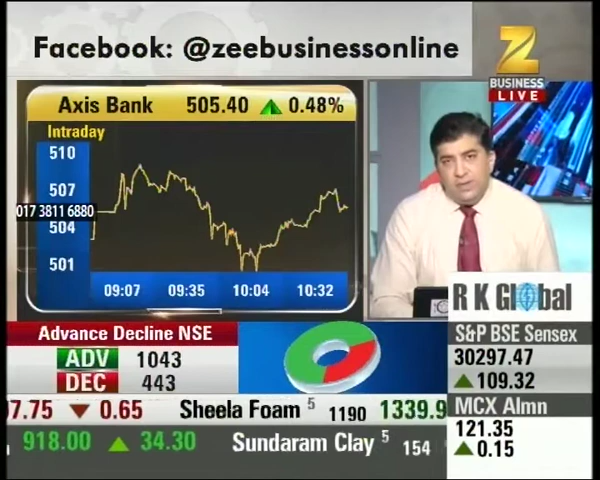 Facebook: @zeebusinessonline
Z
BUSINESS
LIVE
Axis Bank 505.40 0.48%
Intraday
510
507
017 3811 6880
504
501
09:07 09:35 10:04 10:32
R K Global
Advance Decline NSE
ADV 1043
DEC 443
S&P BSE Sensex
30297.47
109.32
MCX Almn
121.35
0.15
7.75 0.65 Sheela Foam 5 1190 1339.9
918.00 34.30 Sundaram Clay 5 154